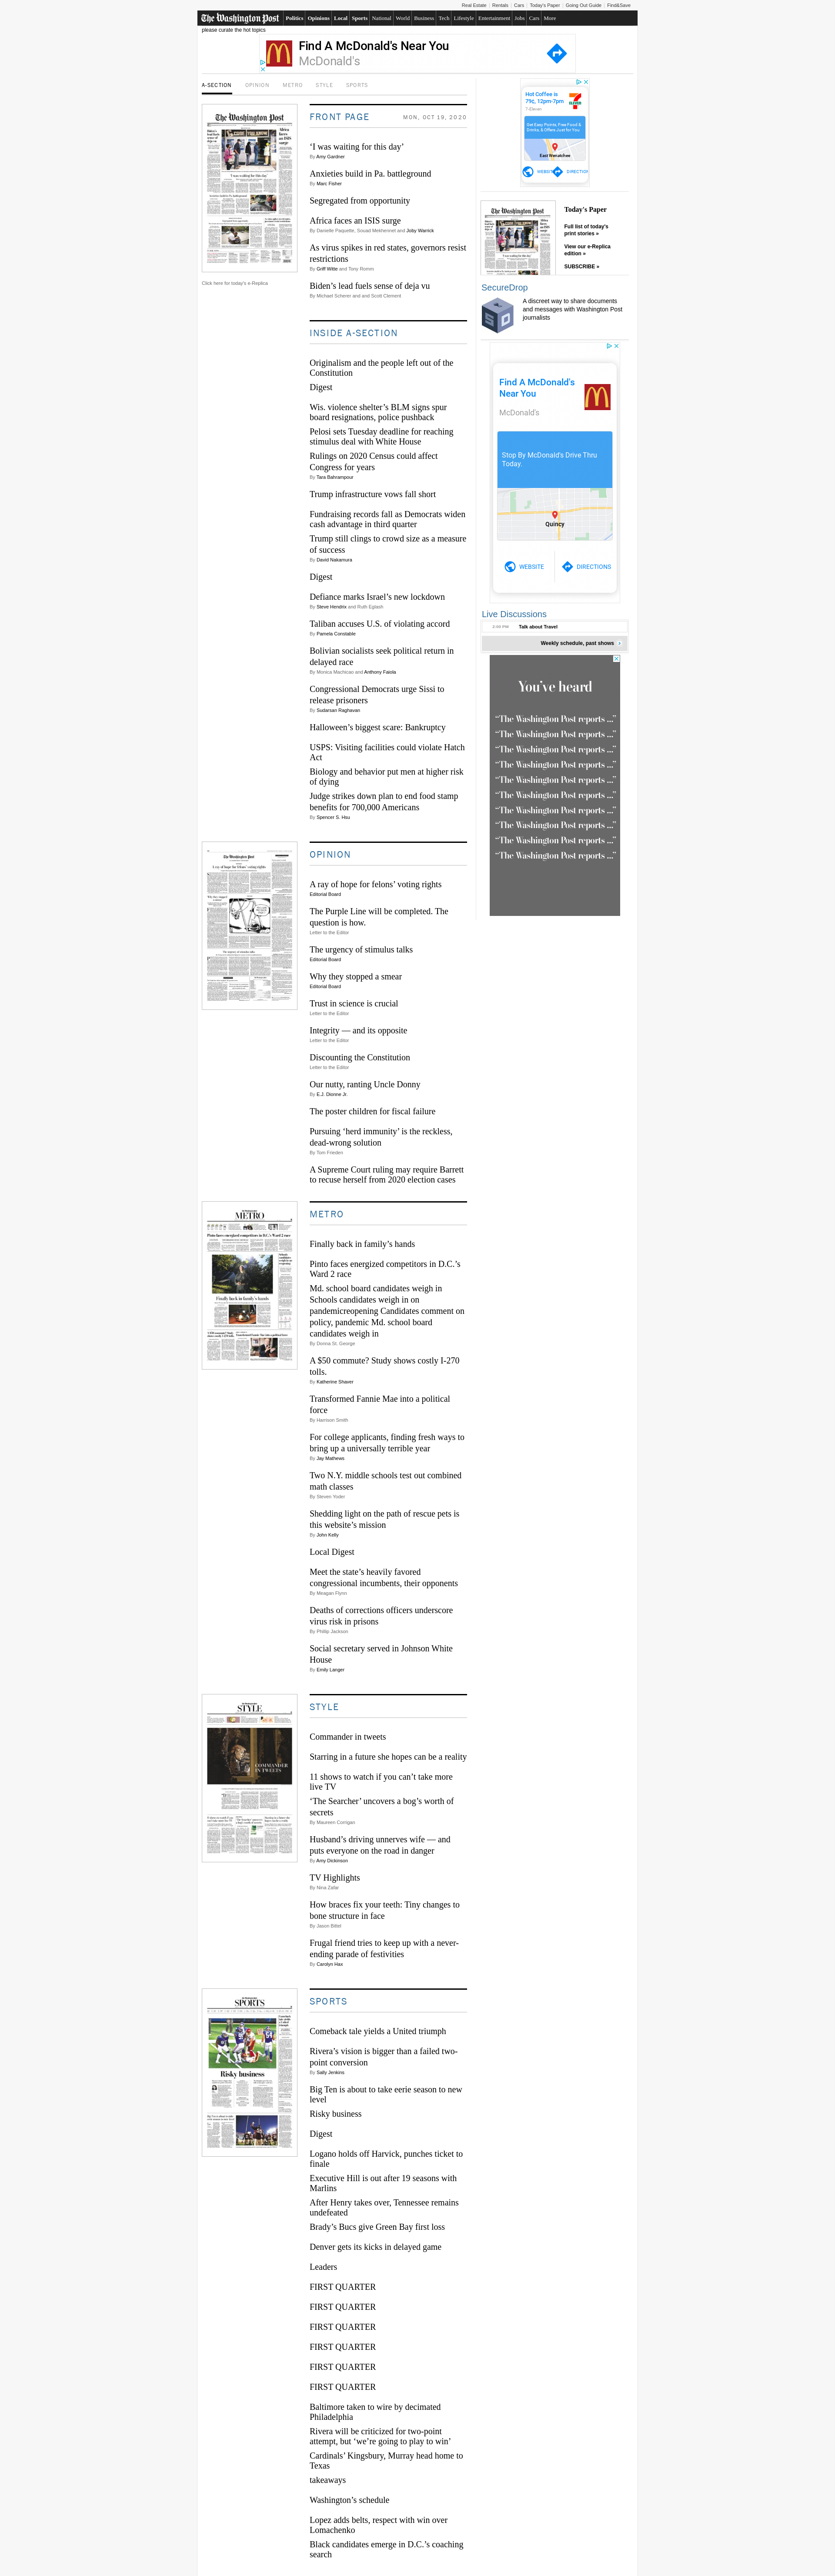 Real Estate Rentals Cars Today's Paper Going Out Guide Find&Save
The Washington Post Politics Opinions Local Sports National World Business Tech Lifestyle Entertainment Jobs Cars More
please curate the hot topics
Find A McDonald's Near You
McDonald's
A-SECTION OPINION METRO STYLE SPORTS
Click here for today's e-Replica
FRONT PAGE MON, OCT 19, 2020
‘I was waiting for this day’
By Amy Gardner
Anxieties build in Pa. battleground
By Marc Fisher
Segregated from opportunity
Africa faces an ISIS surge
By Danielle Paquette, Souad Mekhennet and Joby Warrick
As virus spikes in red states, governors resist
restrictions
By Griff Witte and Tony Romm
Biden’s lead fuels sense of deja vu
By Michael Scherer and and Scott Clement
INSIDE A-SECTION
Originalism and the people left out of the
Constitution
Digest
Wis. violence shelter’s BLM signs spur
board resignations, police pushback
Pelosi sets Tuesday deadline for reaching
stimulus deal with White House
Rulings on 2020 Census could affect
Congress for years
By Tara Bahrampour
Trump infrastructure vows fall short
Fundraising records fall as Democrats widen
cash advantage in third quarter
Trump still clings to crowd size as a measure
of success
By David Nakamura
Digest
Defiance marks Israel’s new lockdown
By Steve Hendrix and Ruth Eglash
Taliban accuses U.S. of violating accord
By Pamela Constable
Bolivian socialists seek political return in
delayed race
By Monica Machicao and Anthony Faiola
Congressional Democrats urge Sissi to
release prisoners
By Sudarsan Raghavan
Halloween’s biggest scare: Bankruptcy
USPS: Visiting facilities could violate Hatch
Act
Biology and behavior put men at higher risk
of dying
Judge strikes down plan to end food stamp
benefits for 700,000 Americans
By Spencer S. Hsu
OPINION
A ray of hope for felons’ voting rights
Editorial Board
The Purple Line will be completed. The
question is how.
Letter to the Editor
The urgency of stimulus talks
Editorial Board
Why they stopped a smear
Editorial Board
Trust in science is crucial
Letter to the Editor
Integrity — and its opposite
Letter to the Editor
Discounting the Constitution
Letter to the Editor
Our nutty, ranting Uncle Donny
By E.J. Dionne Jr.
The poster children for fiscal failure
Pursuing ‘herd immunity’ is the reckless,
dead-wrong solution
By Tom Frieden
A Supreme Court ruling may require Barrett
to recuse herself from 2020 election cases
METRO
Finally back in family’s hands
Pinto faces energized competitors in D.C.’s
Ward 2 race
Md. school board candidates weigh in
Schools candidates weigh in on
pandemicreopening Candidates comment on
policy, pandemic Md. school board
candidates weigh in
By Donna St. George
A $50 commute? Study shows costly I-270
tolls.
By Katherine Shaver
Transformed Fannie Mae into a political
force
By Harrison Smith
For college applicants, finding fresh ways to
bring up a universally terrible year
By Jay Mathews
Two N.Y. middle schools test out combined
math classes
By Steven Yoder
Shedding light on the path of rescue pets is
this website’s mission
By John Kelly
Local Digest
Meet the state’s heavily favored
congressional incumbents, their opponents
By Meagan Flynn
Deaths of corrections officers underscore
virus risk in prisons
By Phillip Jackson
Social secretary served in Johnson White
House
By Emily Langer
STYLE
Commander in tweets
Starring in a future she hopes can be a reality
11 shows to watch if you can’t take more
live TV
‘The Searcher’ uncovers a bog’s worth of
secrets
By Maureen Corrigan
Husband’s driving unnerves wife — and
puts everyone on the road in danger
By Amy Dickinson
TV Highlights
By Nina Zafar
How braces fix your teeth: Tiny changes to
bone structure in face
By Jason Bittel
Frugal friend tries to keep up with a never-
ending parade of festivities
By Carolyn Hax
SPORTS
Comeback tale yields a United triumph
Rivera’s vision is bigger than a failed two-
point conversion
By Sally Jenkins
Big Ten is about to take eerie season to new
level
Risky business
Digest
Logano holds off Harvick, punches ticket to
finale
Executive Hill is out after 19 seasons with
Marlins
After Henry takes over, Tennessee remains
undefeated
Brady’s Bucs give Green Bay first loss
Denver gets its kicks in delayed game
Leaders
FIRST QUARTER
FIRST QUARTER
FIRST QUARTER
FIRST QUARTER
FIRST QUARTER
FIRST QUARTER
Baltimore taken to wire by decimated
Philadelphia
Rivera will be criticized for two-point
attempt, but ‘we’re going to play to win’
Cardinals’ Kingsbury, Murray head home to
Texas
takeaways
Washington’s schedule
Lopez adds belts, respect with win over
Lomachenko
Black candidates emerge in D.C.’s coaching
search
Hot Coffee is
79¢, 12pm-7pm
7-Eleven
Get Easy Points, Free Food &
Drinks, & Offers Just for You
East Wenatchee
WEBSITE DIRECTIONS
The Washington Post
Today's Paper
Full list of today's
print stories »
View our e-Replica
edition »
SUBSCRIBE »
SecureDrop
A discreet way to share documents
and messages with Washington Post
journalists
Find A McDonald's
Near You
McDonald's
Stop By McDonald's Drive Thru
Today.
Quincy
WEBSITE DIRECTIONS
Live Discussions
2:00 PM Talk about Travel
Weekly schedule, past shows
You’ve heard
“The Washington Post reports ...”
“The Washington Post reports ...”
“The Washington Post reports ...”
“The Washington Post reports ...”
“The Washington Post reports ...”
“The Washington Post reports ...”
“The Washington Post reports ...”
“The Washington Post reports ...”
“The Washington Post reports ...”
“The Washington Post reports ...”
The Washington Post
METRO
Finally back in family's hands
STYLE
COMMANDER
IN TWEETS
SPORTS
Risky business